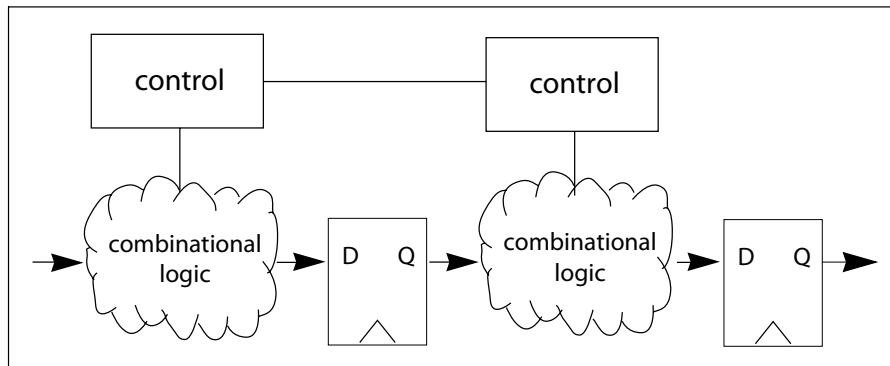 control
control
combinational
logic
D Q
combinational
logic
D Q